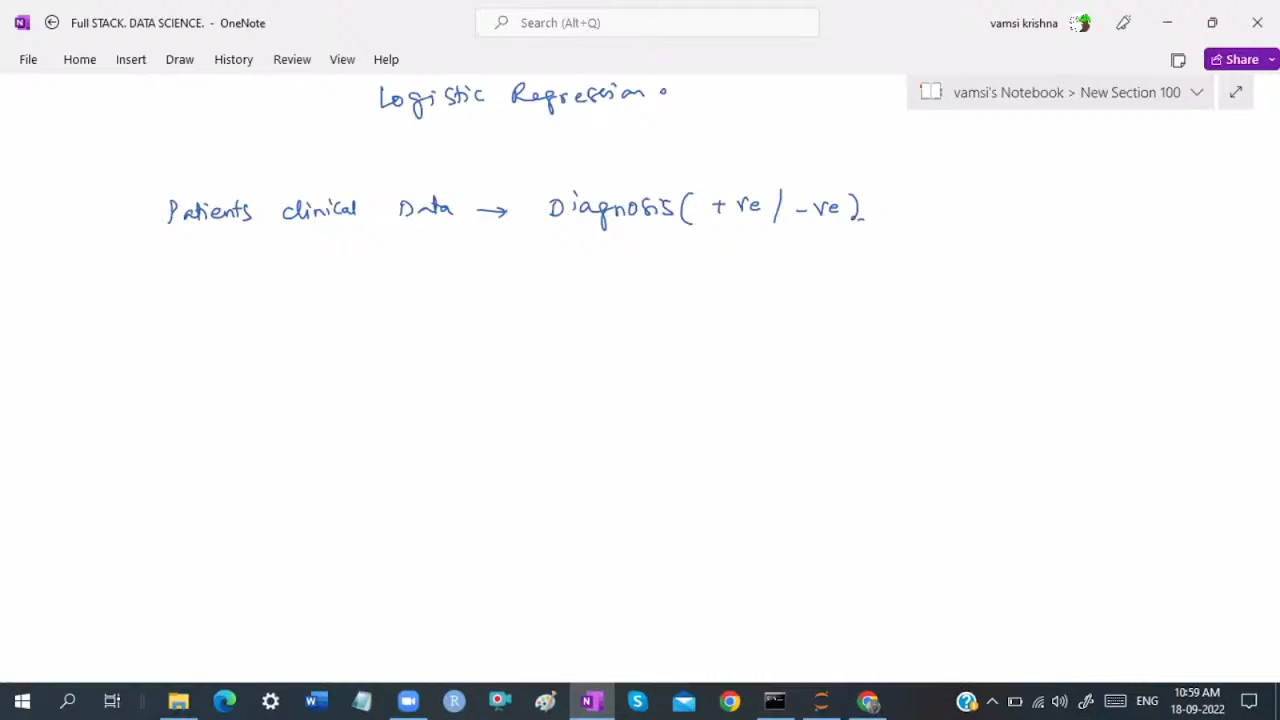 Full STACK. DATA SCIENCE. - OneNote
Search (Alt+Q)
vamsi krishna
File Home Insert Draw History Review View Help
Share
vamsi's Notebook > New Section 100
Logistic Regression.
Patients clinical Data → Diagnosis ( +ve / -ve )
ENG
10:59 AM
18-09-2022